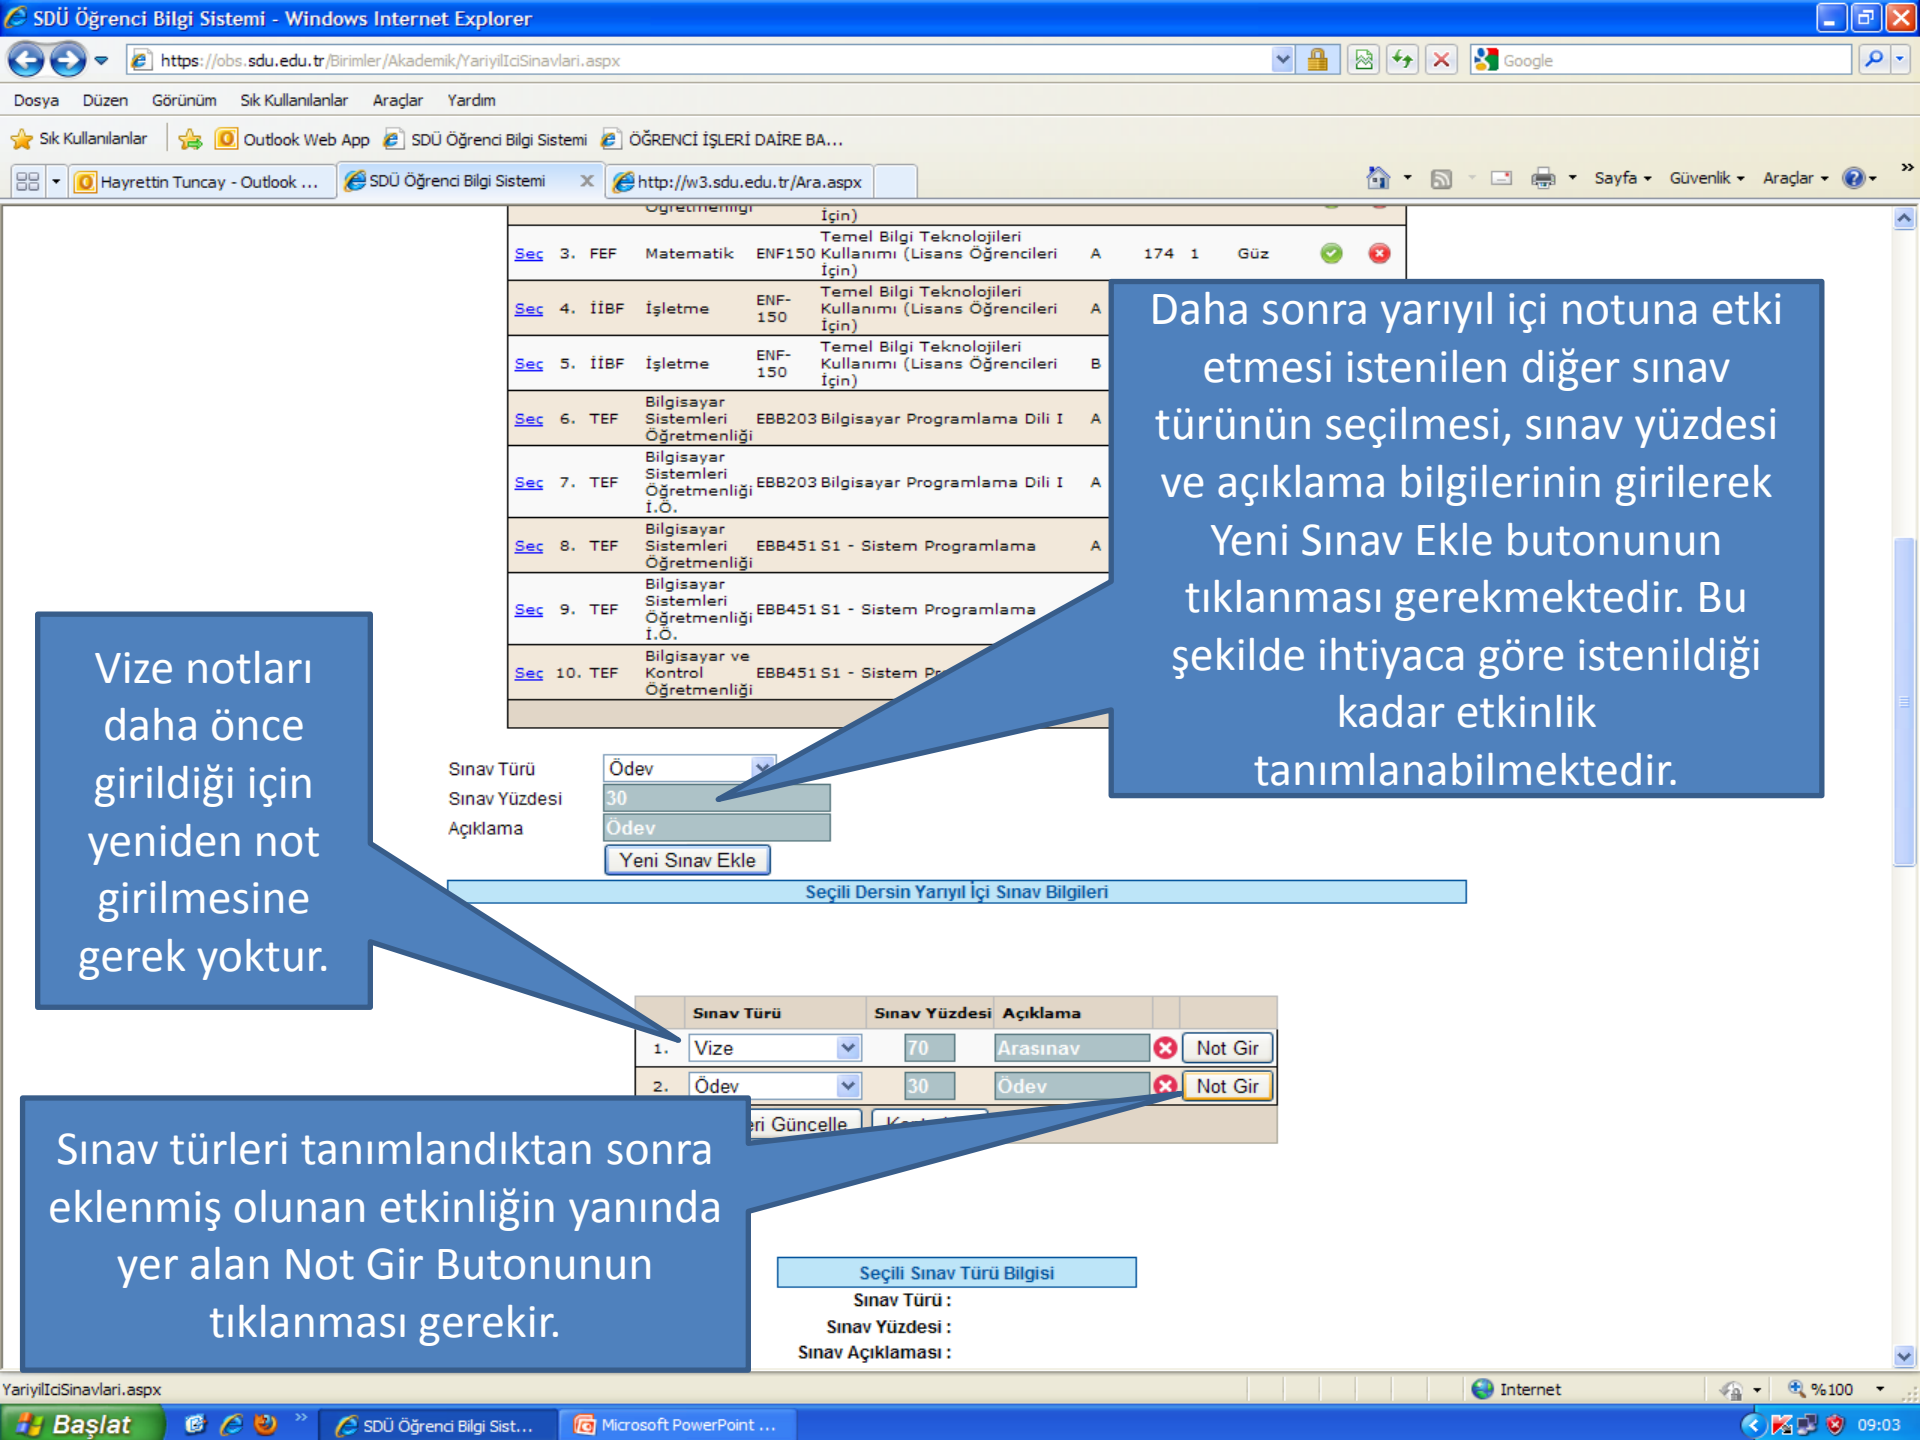 SDÜ Öğrenci Bilgi Sistemi - Windows Internet Explorer
https://obs.sdu.edu.tr/Birimler/Akademik/YariyilIciSinavlari.aspx
Google
Dosya Düzen Görünüm Sık Kullanılanlar Araçlar Yardım
Sık Kullanılanlar Outlook Web App SDÜ Öğrenci Bilgi Sistemi ÖĞRENCİ İŞLERİ DAİRE BA...
Hayrettin Tuncay - Outlook ... SDÜ Öğrenci Bilgi Sistemi http://w3.sdu.edu.tr/Ara.aspx Sayfa Güvenlik Araçlar
Öğretmenliği İçin)
Seç 3. FEF Matematik ENF150 Temel Bilgi Teknolojileri Kullanımı (Lisans Öğrencileri İçin) A 174 1 Güz
Seç 4. İİBF İşletme ENF-150 Temel Bilgi Teknolojileri Kullanımı (Lisans Öğrencileri İçin) A
Seç 5. İİBF İşletme ENF-150 Temel Bilgi Teknolojileri Kullanımı (Lisans Öğrencileri İçin) B
Seç 6. TEF Bilgisayar Sistemleri Öğretmenliği EBB203 Bilgisayar Programlama Dili I A
Seç 7. TEF Bilgisayar Sistemleri Öğretmenliği İ.Ö. EBB203 Bilgisayar Programlama Dili I A
Seç 8. TEF Bilgisayar Sistemleri Öğretmenliği EBB451 S1 - Sistem Programlama A
Seç 9. TEF Bilgisayar Sistemleri Öğretmenliği İ.Ö. EBB451 S1 - Sistem Programlama
Seç 10. TEF Bilgisayar ve Kontrol Öğretmenliği EBB451 S1 - Sistem
Daha sonra yarıyıl içi notuna etki
etmesi istenilen diğer sınav
türünün seçilmesi, sınav yüzdesi
ve açıklama bilgilerinin girilerek
Yeni Sınav Ekle butonunun
tıklanması gerekmektedir. Bu
şekilde ihtiyaca göre istenildiği
kadar etkinlik
tanımlanabilmektedir.
Vize notları
daha önce
girildiği için
yeniden not
girilmesine
gerek yoktur.
Sınav Türü Ödev
Sınav Yüzdesi 30
Açıklama Ödev
Yeni Sınav Ekle
Seçili Dersin Yarıyıl İçi Sınav Bilgileri
Sınav Türü Sınav Yüzdesi Açıklama
1. Vize 70 Arasınav Not Gir
2. Ödev 30 Ödev Not Gir
Güncelle
Sınav türleri tanımlandıktan sonra
eklenmiş olunan etkinliğin yanında
yer alan Not Gir Butonunun
tıklanması gerekir.
Seçili Sınav Türü Bilgisi
Sınav Türü :
Sınav Yüzdesi :
Sınav Açıklaması :
YariyilIciSinavlari.aspx Internet %100
Başlat SDÜ Öğrenci Bilgi Sist... Microsoft PowerPoint ... 09:03